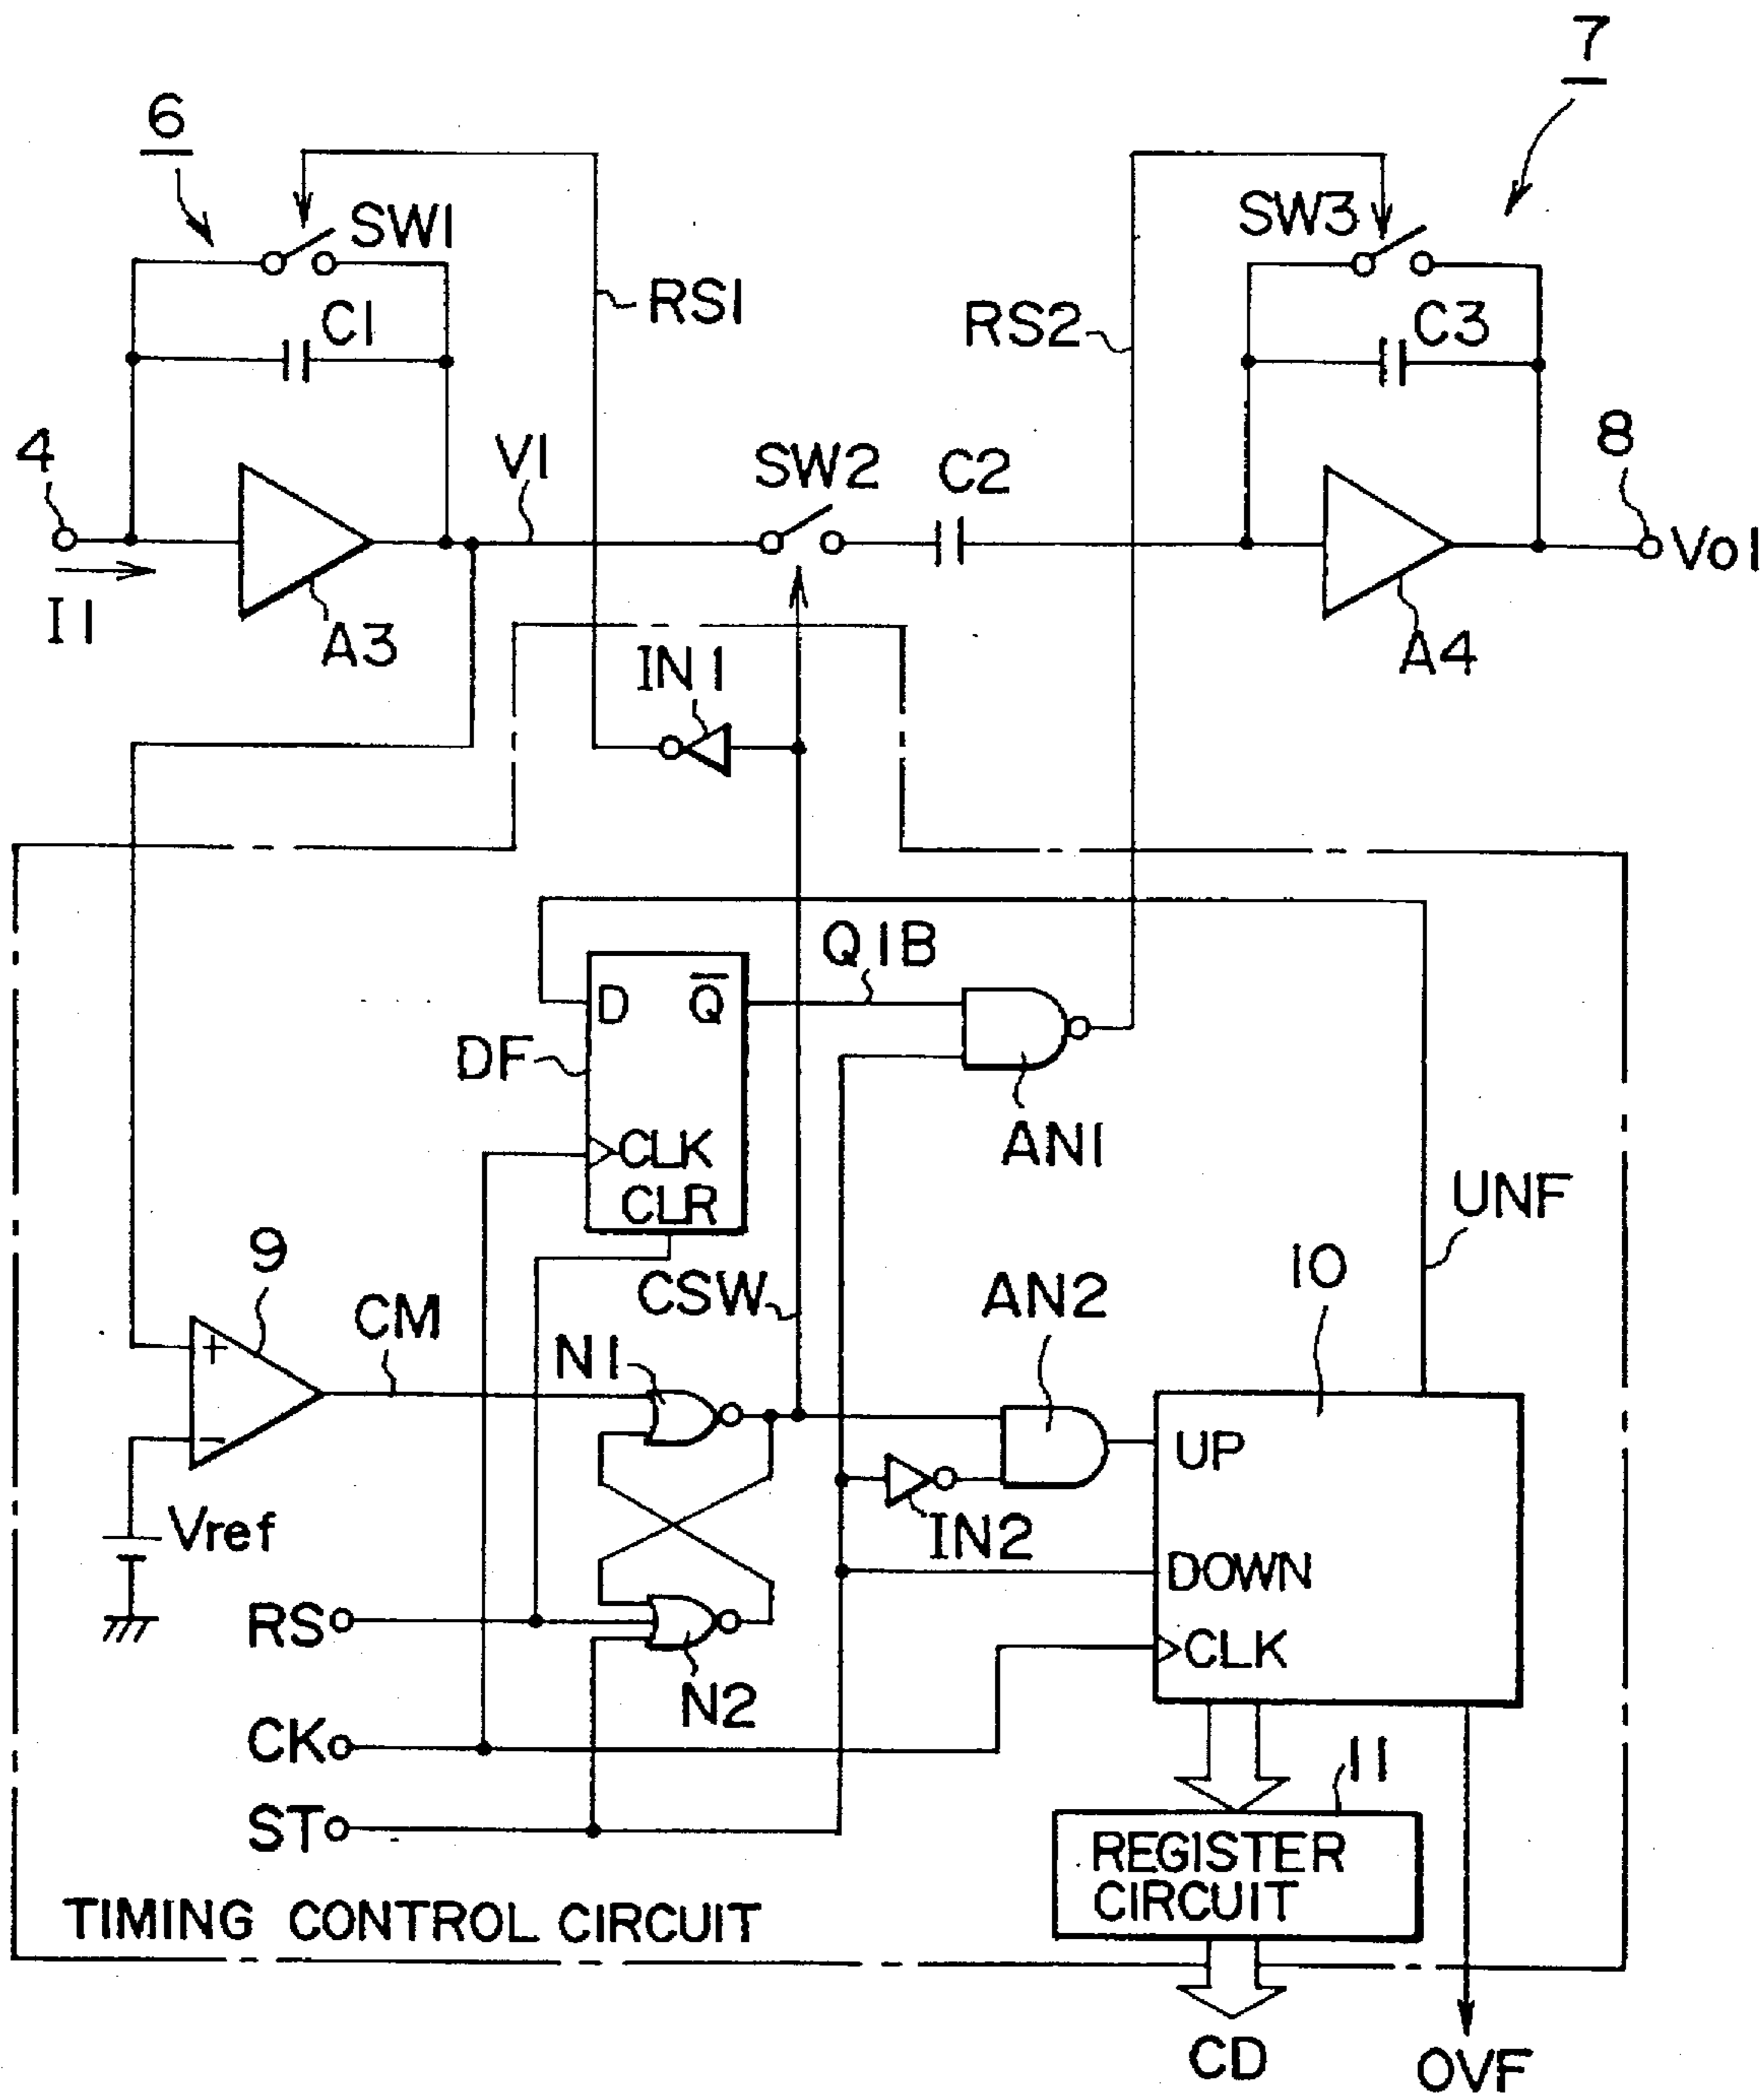 7
6
SW1
SW3
RS1
C1
RS2
C3
4
V1
SW2
C2
8
Vo1
I1
A3
IN1
A4
Q1B
D
Q
DF
CLK
CLR
AN1
UNF
9
CSW
AN2
10
CM
N1
+
−
UP
Vref
IN2
DOWN
RS
CLK
N2
CK
11
ST
REGISTER
CIRCUIT
TIMING CONTROL CIRCUIT
CD
OVF